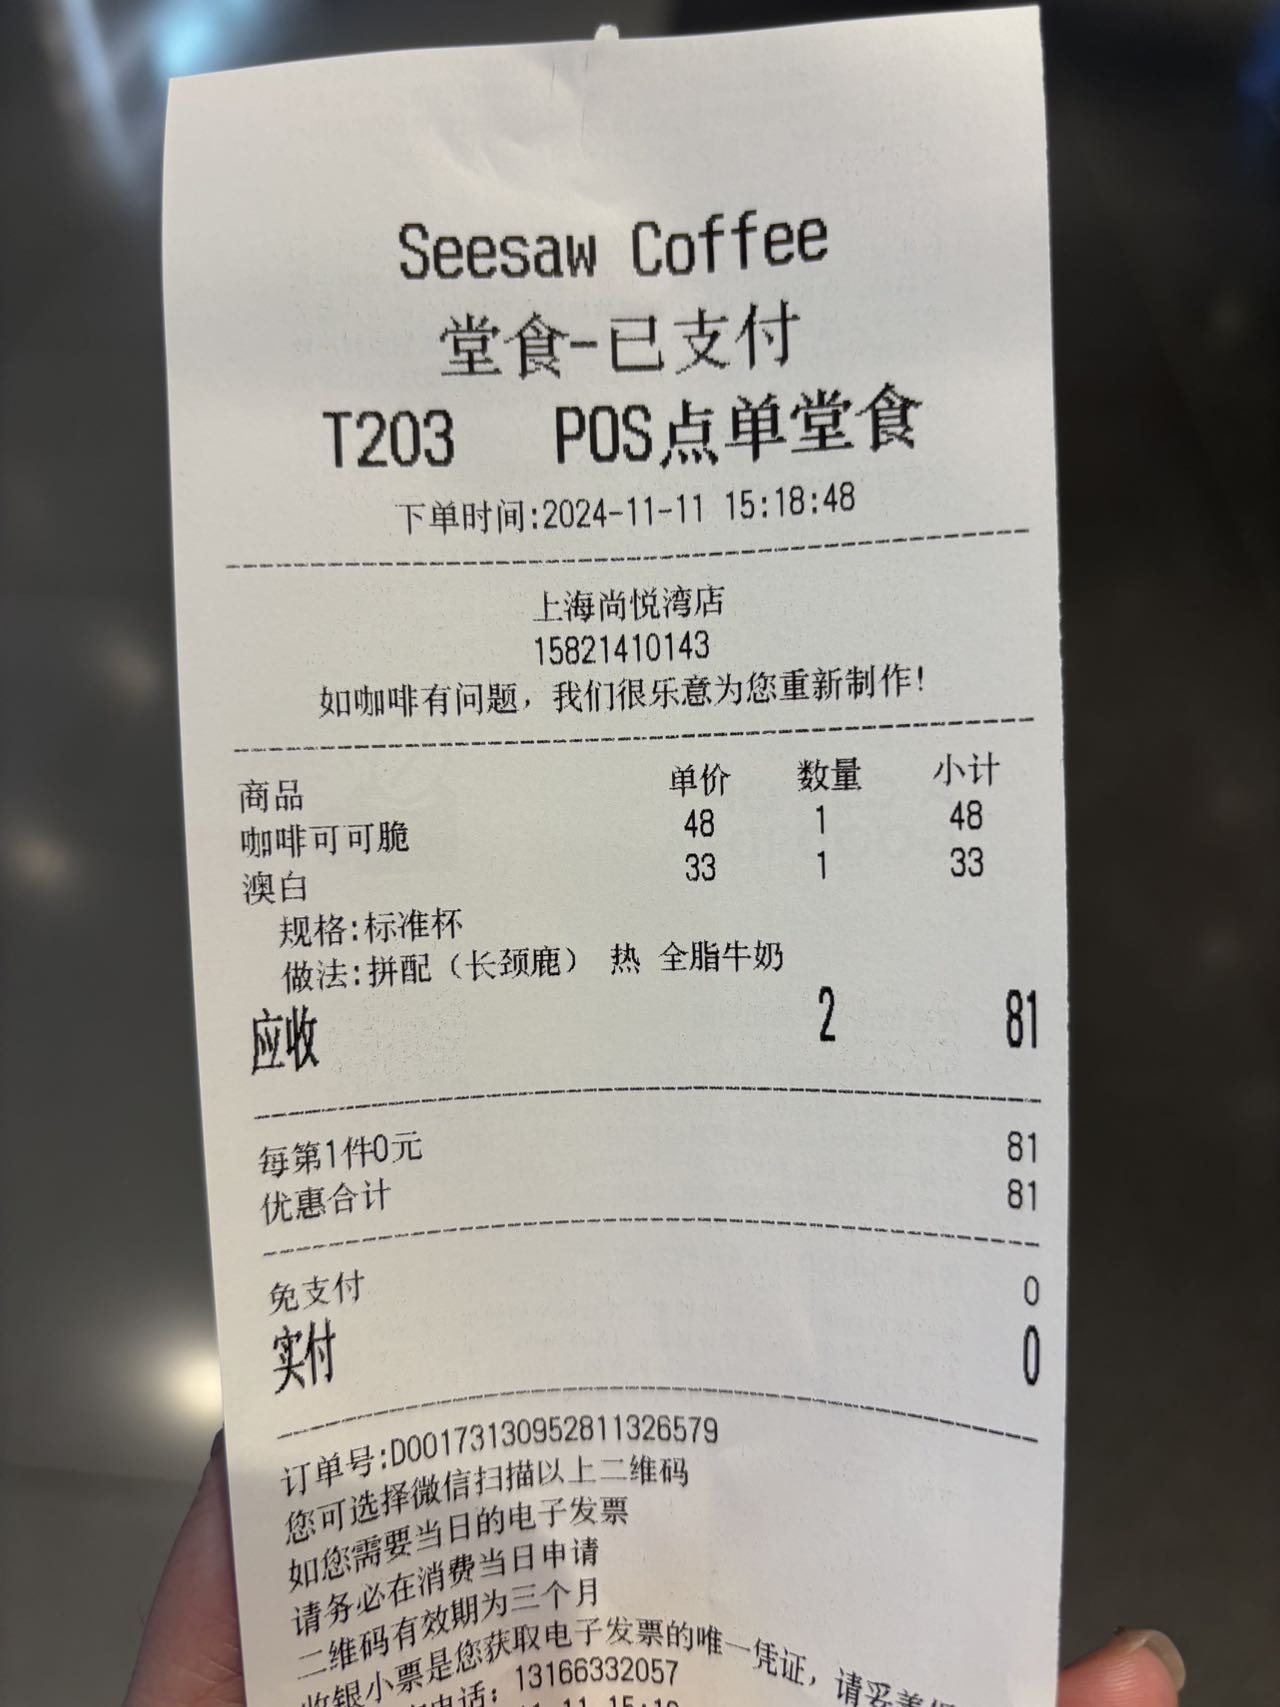 Seesaw Coffee
堂食-已支付
T203 POS点单堂食
下单时间:2024-11-11 15:18:48
上海尚悦湾店
15821410143
如咖啡有问题，我们很乐意为您重新制作！
商品 单价 数量 小计
咖啡可可脆 48 1 48
澳白 33 1 33
规格:标准杯
做法:拼配（长颈鹿） 热 全脂牛奶
应收 2 81
每第1件0元 81
优惠合计 81
免支付 0
实付 0
订单号:D00173130952811326579
您可选择微信扫描以上二维码
如您需要当日的电子发票
请务必在消费当日申请
二维码有效期为三个月
收银小票是您获取电子发票的唯一凭证，请妥善
电话：13166332057